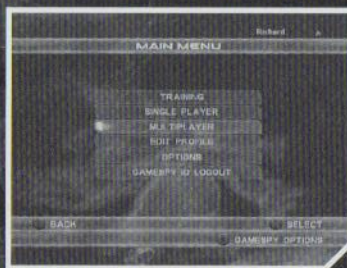 Richard
MAIN MENU
TRAINING
SINGLE PLAYER
MULTIPLAYER
EDIT PROFILE
OPTIONS
GAMESPY ID LOGOUT
BACK
SELECT
GAMESPY OPTIONS